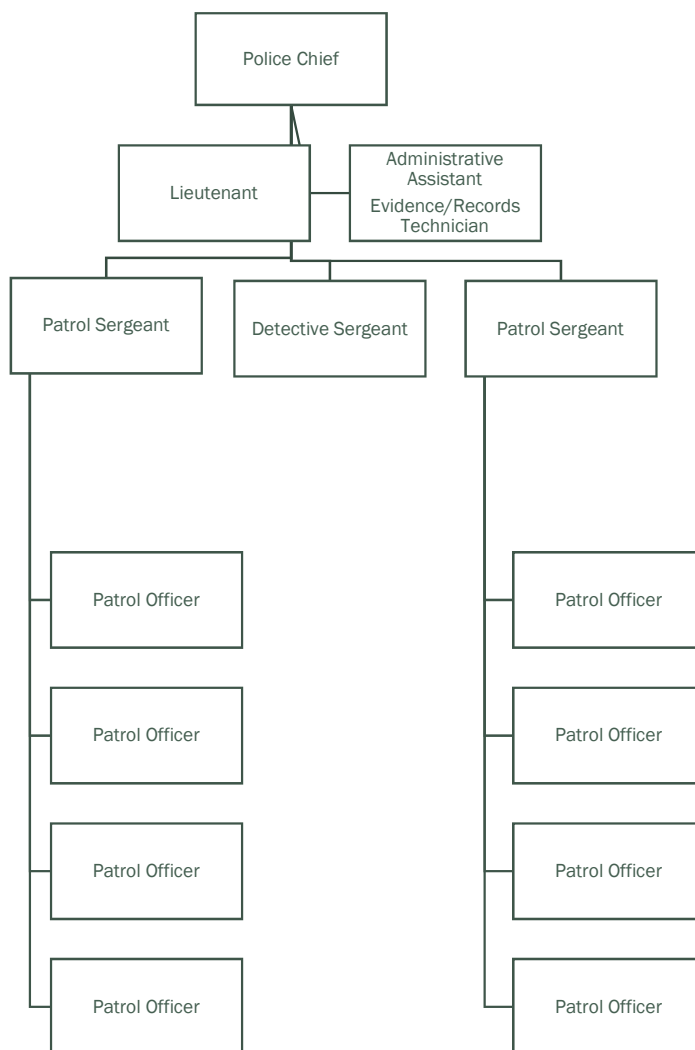 Police Chief
Lieutenant
Administrative
Assistant
Evidence/Records
Technician
Patrol Sergeant
Detective Sergeant
Patrol Sergeant
Patrol Officer
Patrol Officer
Patrol Officer
Patrol Officer
Patrol Officer
Patrol Officer
Patrol Officer
Patrol Officer